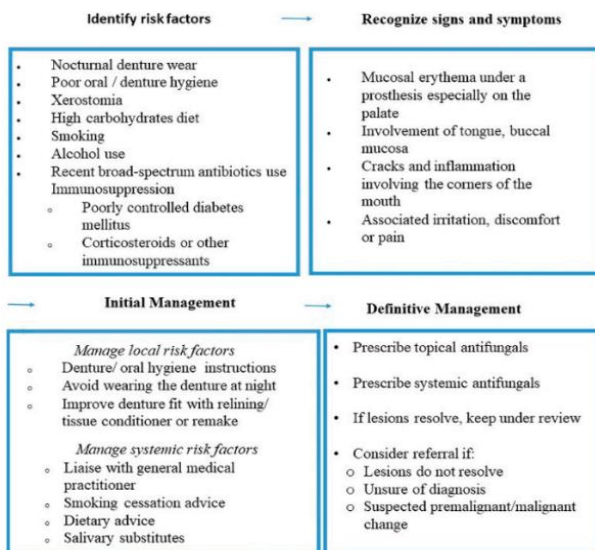 Identify risk factors
• Nocturnal denture wear
• Poor oral / denture hygiene
• Xerostomia
• High carbohydrates diet
• Smoking
• Alcohol use
• Recent broad-spectrum antibiotics use
Immunosuppression
o Poorly controlled diabetes
mellitus
o Corticosteroids or other
immunosuppressants
Recognize signs and symptoms
• Mucosal erythema under a
prosthesis especially on the
palate
• Involvement of tongue, buccal
mucosa
• Cracks and inflammation
involving the corners of the
mouth
• Associated irritation, discomfort
or pain
Initial Management
Manage local risk factors
o Denture/ oral hygiene instructions
o Avoid wearing the denture at night
o Improve denture fit with relining/
tissue conditioner or remake
Manage systemic risk factors
o Liaise with general medical
practitioner
o Smoking cessation advice
o Dietary advice
o Salivary substitutes
Definitive Management
• Prescribe topical antifungals
• Prescribe systemic antifungals
• If lesions resolve, keep under review
• Consider referral if:
o Lesions do not resolve
o Unsure of diagnosis
o Suspected premalignant/malignant
change